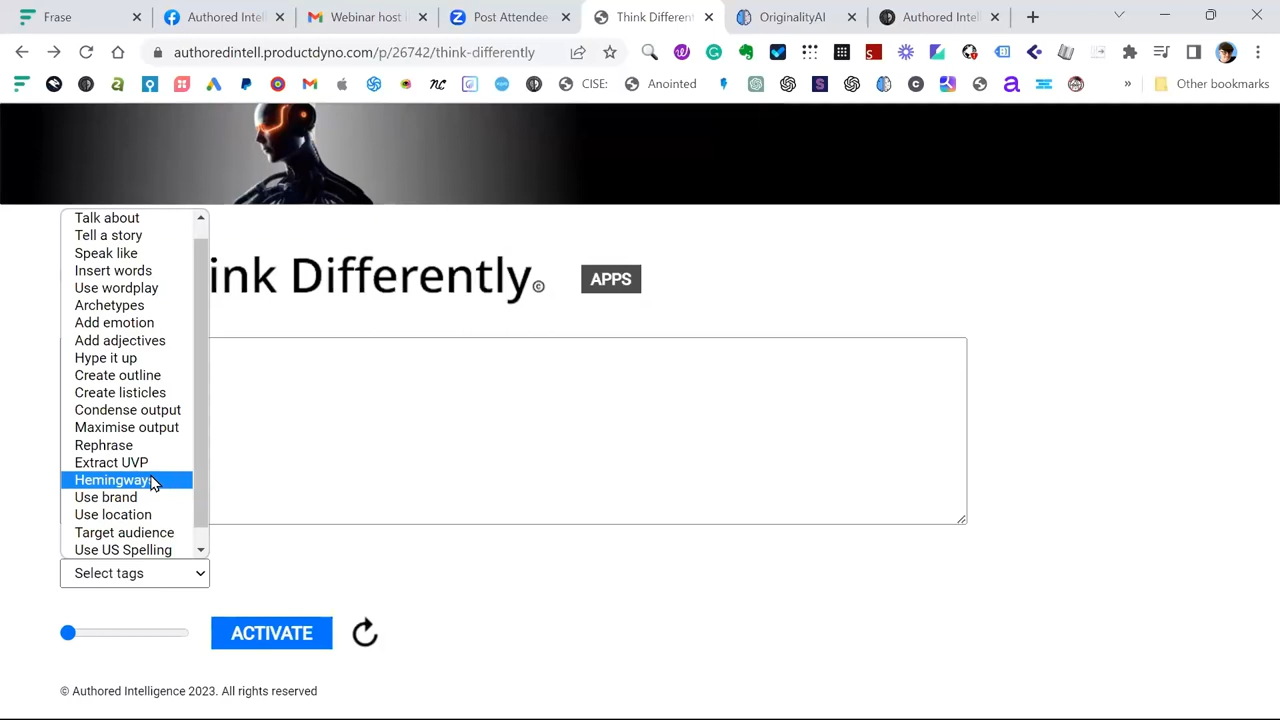 Frase
Authored Intell
Webinar host i
Post Attendee
Think Different
OriginalityAI
Authored Intell
authoredintell.productdyno.com/p/26742/think-differently
CISE:
Anointed
Other bookmarks
Talk about
Tell a story
Speak like
Insert words
Use wordplay
Archetypes
Add emotion
Add adjectives
Hype it up
Create outline
Create listicles
Condense output
Maximise output
Rephrase
Extract UVP
Hemingway
Use brand
Use location
Target audience
Use US Spelling
ink Differently©
APPS
Select tags
ACTIVATE
© Authored Intelligence 2023. All rights reserved